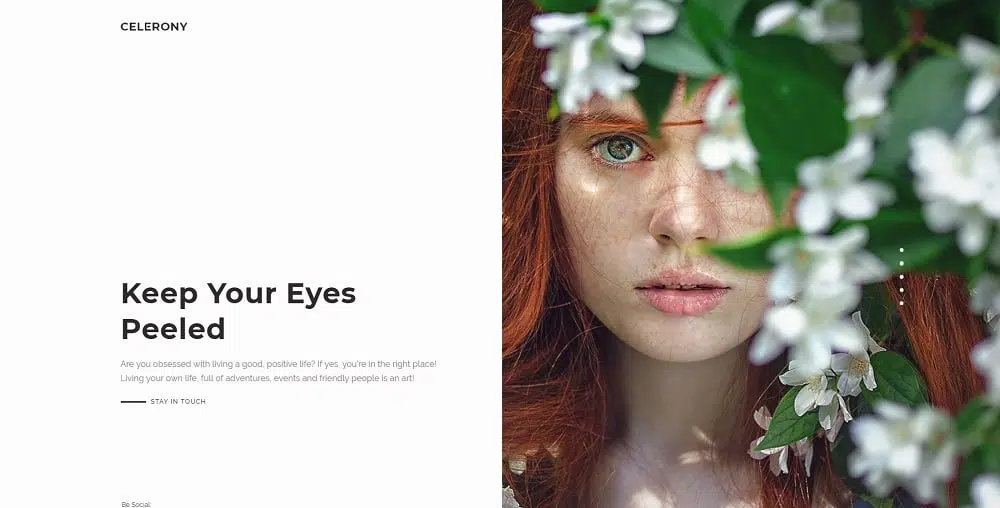 CELERONY
Keep Your Eyes
Peeled
Are you obsessed with living a good, positive life? If yes, you're in the right place!
Living your own life, full of adventures, events and friendly people is an art!
STAY IN TOUCH
Be Social: